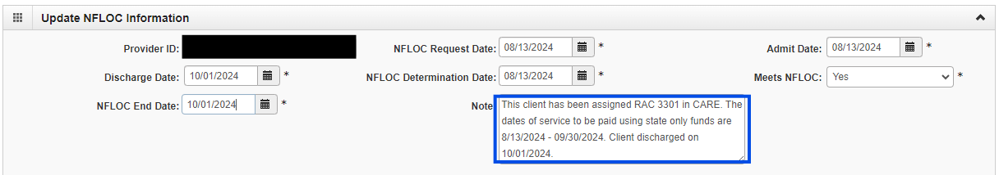 Update NFLOC Information
Provider ID:
NFLOC Request Date: 08/13/2024 *
Admit Date: 08/13/2024 *
Discharge Date: 10/01/2024 *
NFLOC Determination Date: 08/13/2024 *
Meets NFLOC: Yes *
NFLOC End Date: 10/01/2024 *
Note
This client has been assigned RAC 3301 in CARE. The
dates of service to be paid using state only funds are
8/13/2024 - 09/30/2024. Client discharged on
10/01/2024.